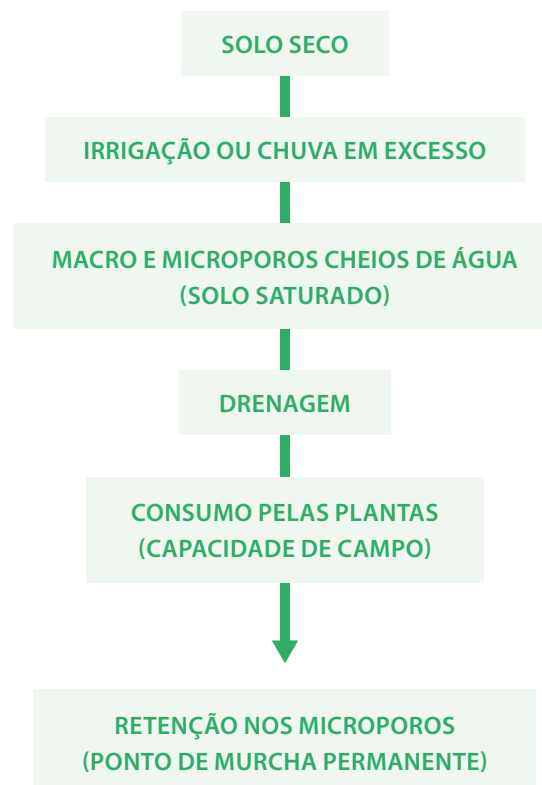 SOLO SECO
IRRIGAÇÃO OU CHUVA EM EXCESSO
MACRO E MICROPOROS CHEIOS DE ÁGUA
(SOLO SATURADO)
DRENAGEM
CONSUMO PELAS PLANTAS
(CAPACIDADE DE CAMPO)
RETENÇÃO NOS MICROPOROS
(PONTO DE MURCHA PERMANENTE)